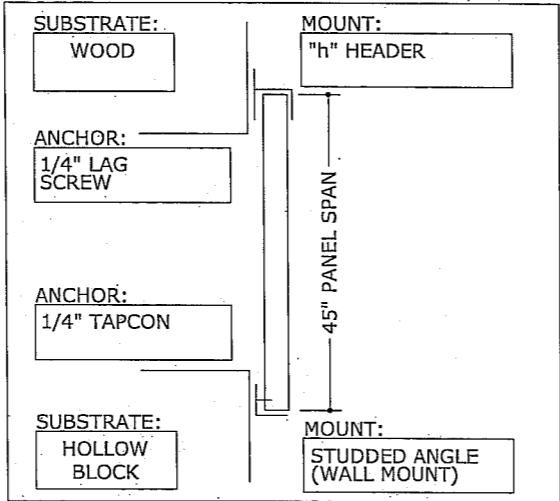 SUBSTRATE:
WOOD
MOUNT:
"h" HEADER
ANCHOR:
1/4" LAG
SCREW
45" PANEL SPAN
ANCHOR:
1/4" TAPCON
SUBSTRATE:
HOLLOW
BLOCK
MOUNT:
STUDDED ANGLE
(WALL MOUNT)